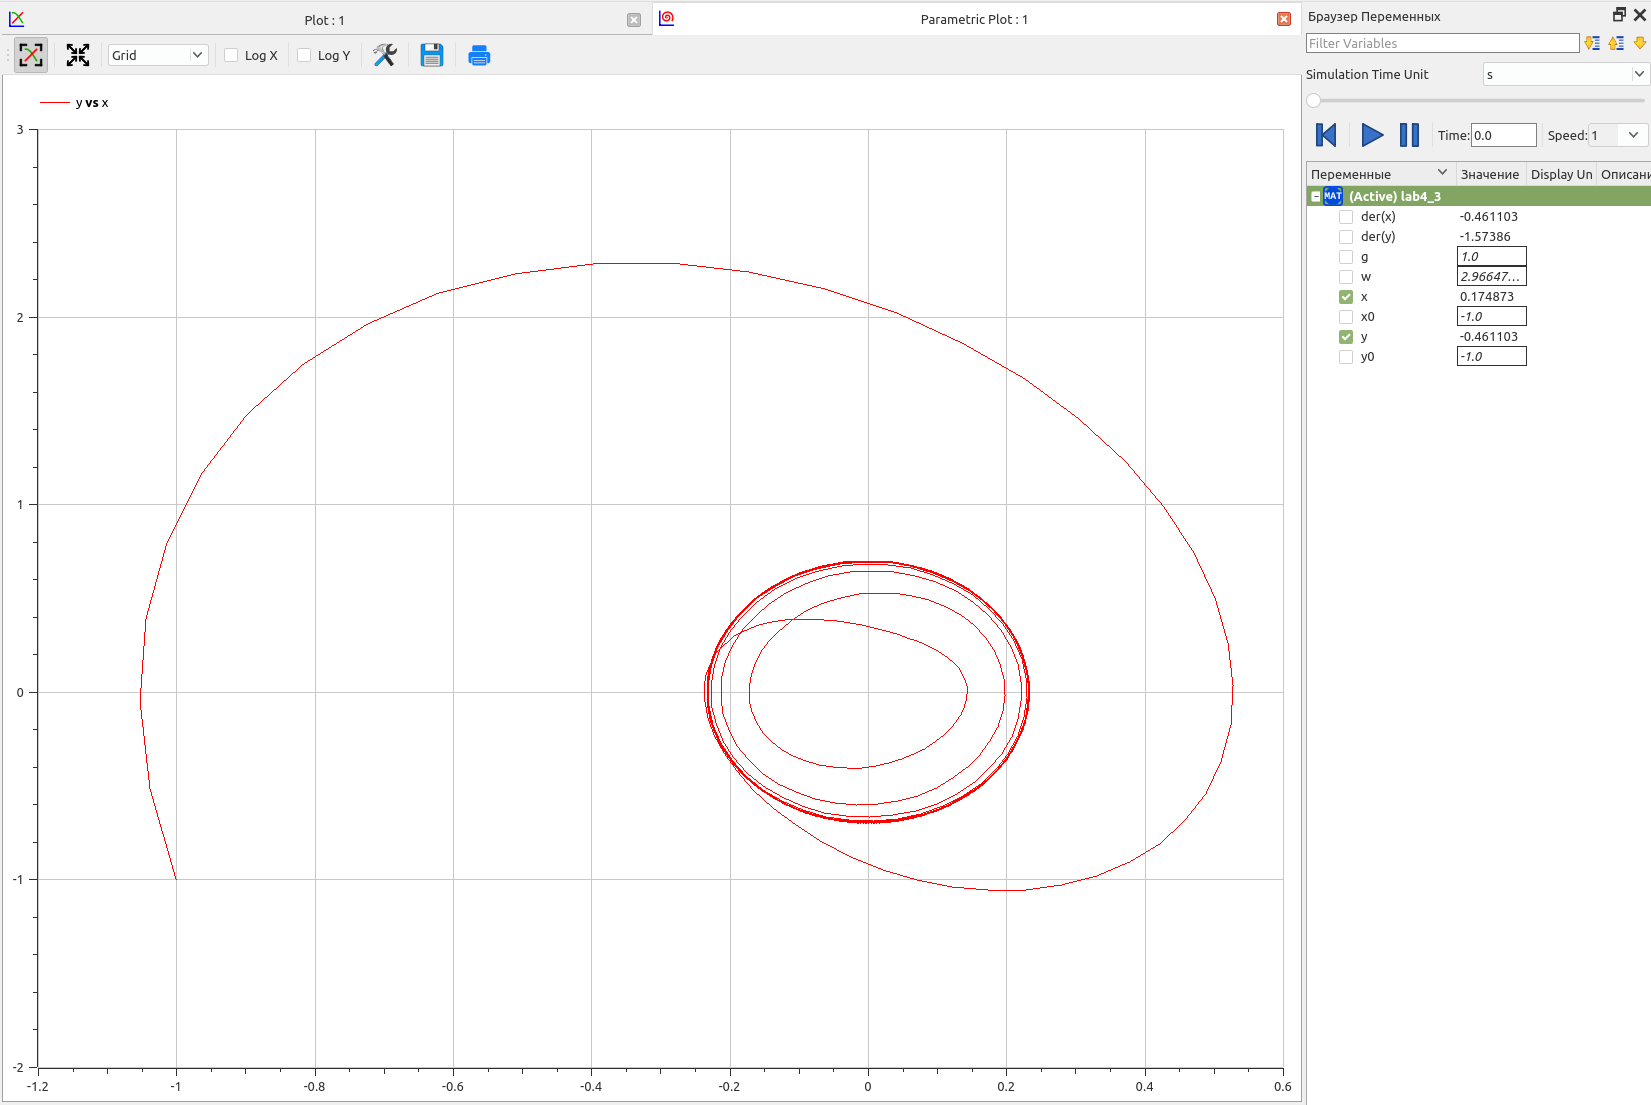 Plot : 1
Parametric Plot : 1
Grid
Log X
Log Y
y vs x
3
2
1
0
-1
-2
-1.2
-1
-0.8
-0.6
-0.4
-0.2
0
0.2
0.4
0.6
Браузер Переменных
Filter Variables
Simulation Time Unit
s
Time: 0.0
Speed: 1
Переменные Значение Display Un Описани
MAT (Active) lab4_3
der(x) -0.461103
der(y) -1.57386
g 1.0
w 2.96647...
x 0.174873
x0 -1.0
y -0.461103
y0 -1.0